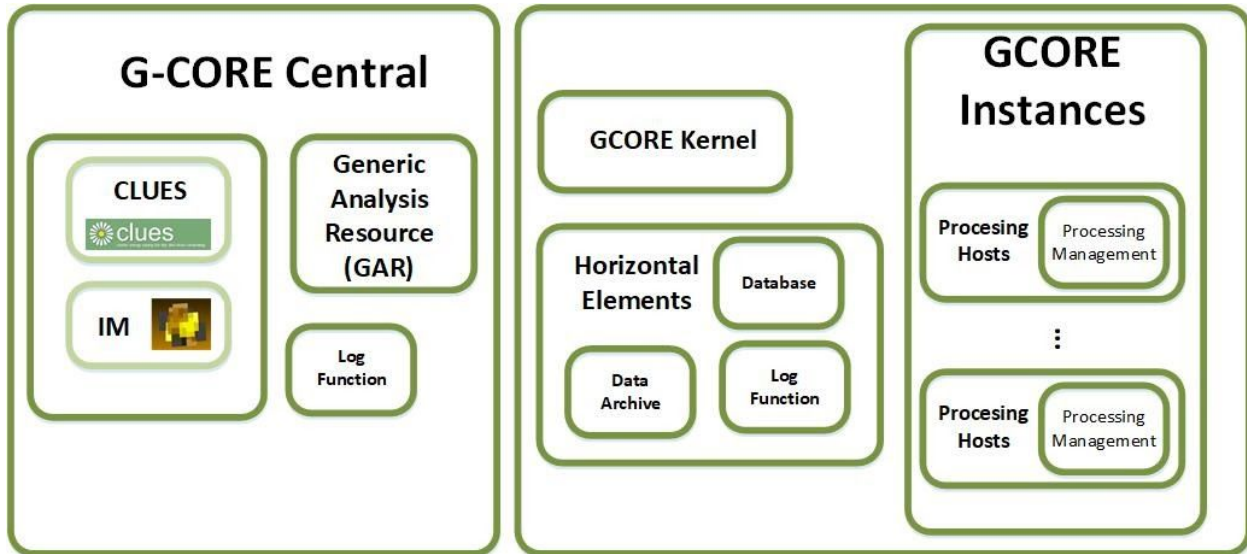 G-CORE Central
CLUES
clues
IM
Generic
Analysis
Resource
(GAR)
Log
Function
GCORE Kernel
Horizontal
Elements
Database
Data
Archive
Log
Function
GCORE
Instances
Procesing
Hosts
Processing
Management
...
Procesing
Hosts
Processing
Management